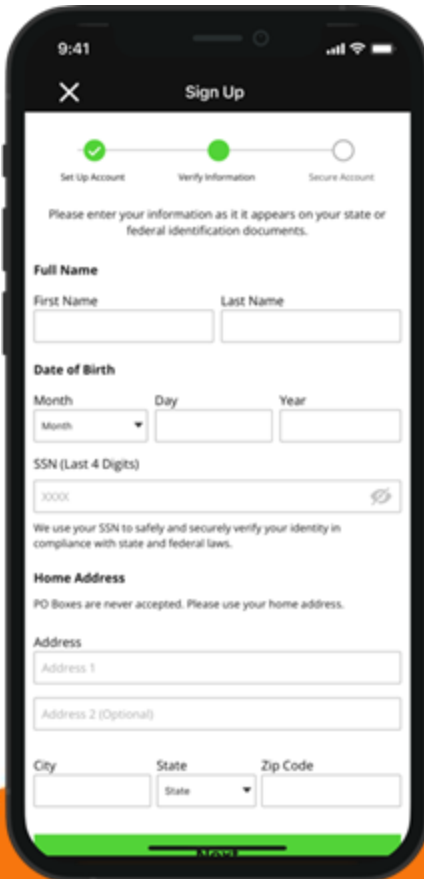 9:41
Sign Up
Set Up Account Verify Information Secure Account
Please enter your information as it it appears on your state or
federal identification documents.
Full Name
First Name Last Name
Date of Birth
Month Day Year
Month
SSN (Last 4 Digits)
XXXX
We use your SSN to safely and securely verify your identity in
compliance with state and federal laws.
Home Address
PO Boxes are never accepted. Please use your home address.
Address
Address 1
Address 2 (Optional)
City State Zip Code
State
Next